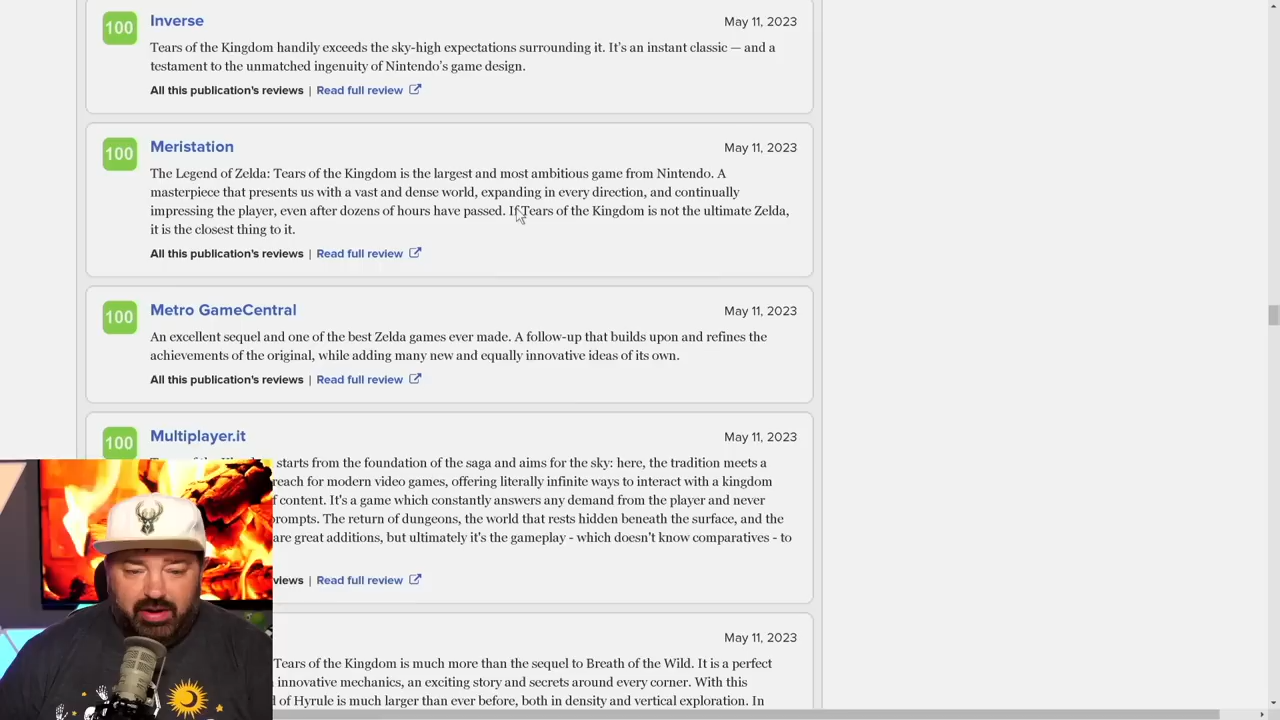 100 Inverse May 11, 2023
Tears of the Kingdom handily exceeds the sky-high expectations surrounding it. It's an instant classic — and a
testament to the unmatched ingenuity of Nintendo's game design.
All this publication's reviews | Read full review
100 Meristation May 11, 2023
The Legend of Zelda: Tears of the Kingdom is the largest and most ambitious game from Nintendo. A
masterpiece that presents us with a vast and dense world, expanding in every direction, and continually
impressing the player, even after dozens of hours have passed. If Tears of the Kingdom is not the ultimate Zelda,
it is the closest thing to it.
All this publication's reviews | Read full review
100 Metro GameCentral May 11, 2023
An excellent sequel and one of the best Zelda games ever made. A follow-up that builds upon and refines the
achievements of the original, while adding many new and equally innovative ideas of its own.
All this publication's reviews | Read full review
100 Multiplayer.it May 11, 2023
starts from the foundation of the saga and aims for the sky: here, the tradition meets a
reach for modern video games, offering literally infinite ways to interact with a kingdom
f content. It's a game which constantly answers any demand from the player and never
prompts. The return of dungeons, the world that rests hidden beneath the surface, and the
are great additions, but ultimately it's the gameplay - which doesn't know comparatives - to
views | Read full review
May 11, 2023
Tears of the Kingdom is much more than the sequel to Breath of the Wild. It is a perfect
innovative mechanics, an exciting story and secrets around every corner. With this
d of Hyrule is much larger than ever before, both in density and vertical exploration. In